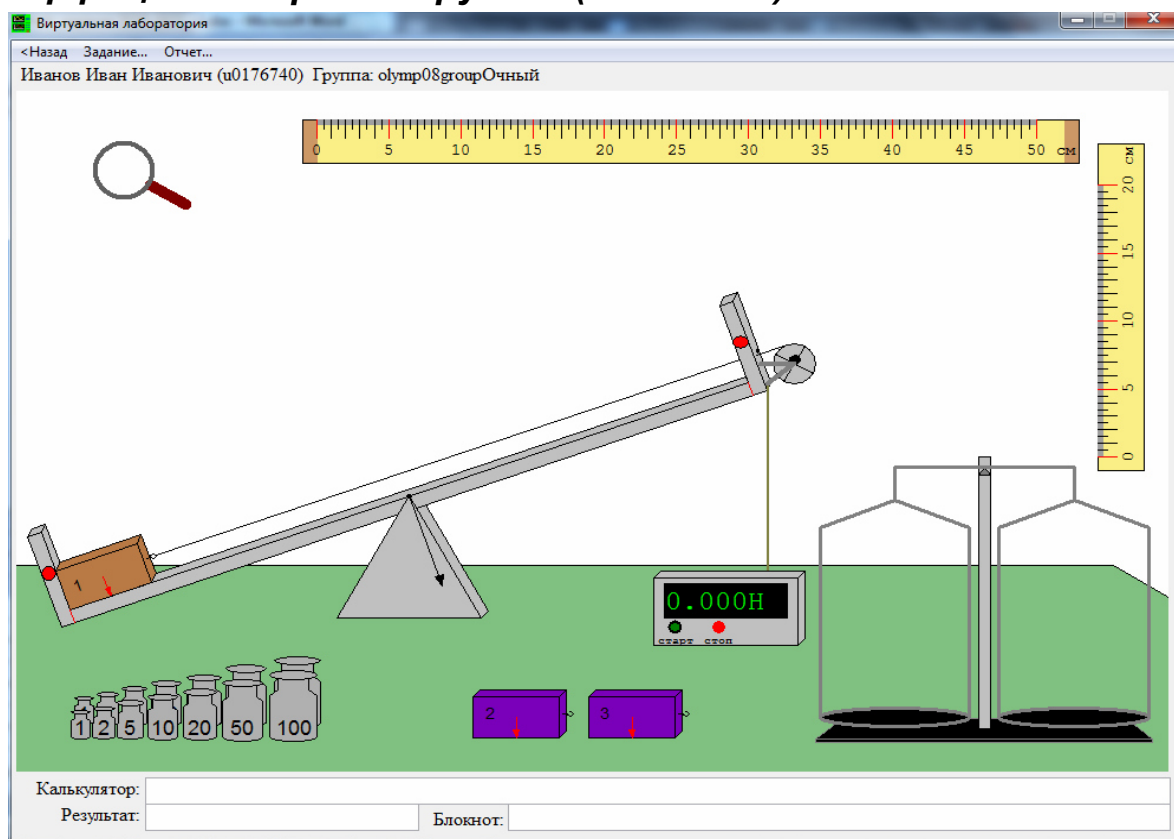 Виртуальная лаборатория
<Назад Задание... Отчет...
Иванов Иван Иванович (u0176740) Группа: olymp08groupОчный
0 5 10 15 20 25 30 35 40 45 50 см
20 см
15
10
5
0
1
0.000Н
старт стоп
1 2 5 10 20 50 100
2 3
Калькулятор:
Результат: Блокнот: